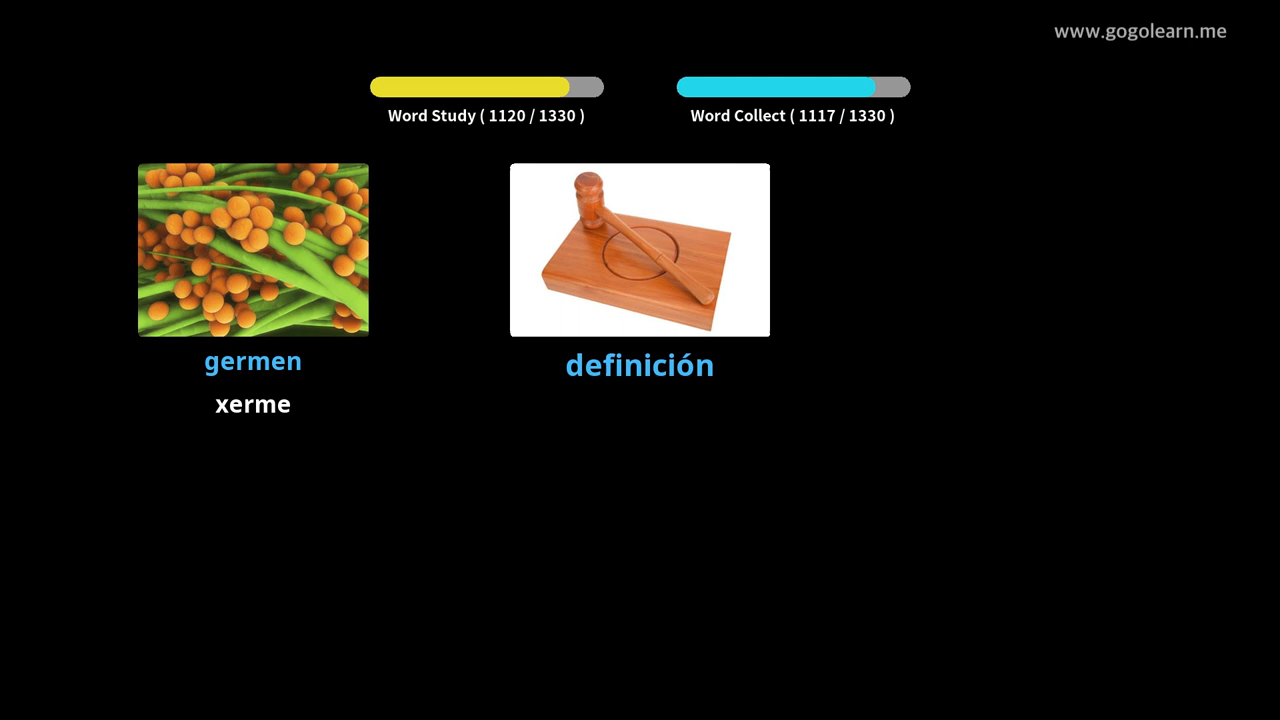 www.gogolearn.me
Word Study ( 1120 / 1330 )
Word Collect ( 1117 / 1330 )
germen
xerme
definición